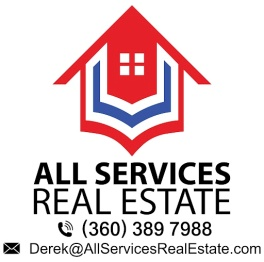 ALL SERVICES
REAL ESTATE
(360) 389 7988
Derek@AllServicesRealEstate.com